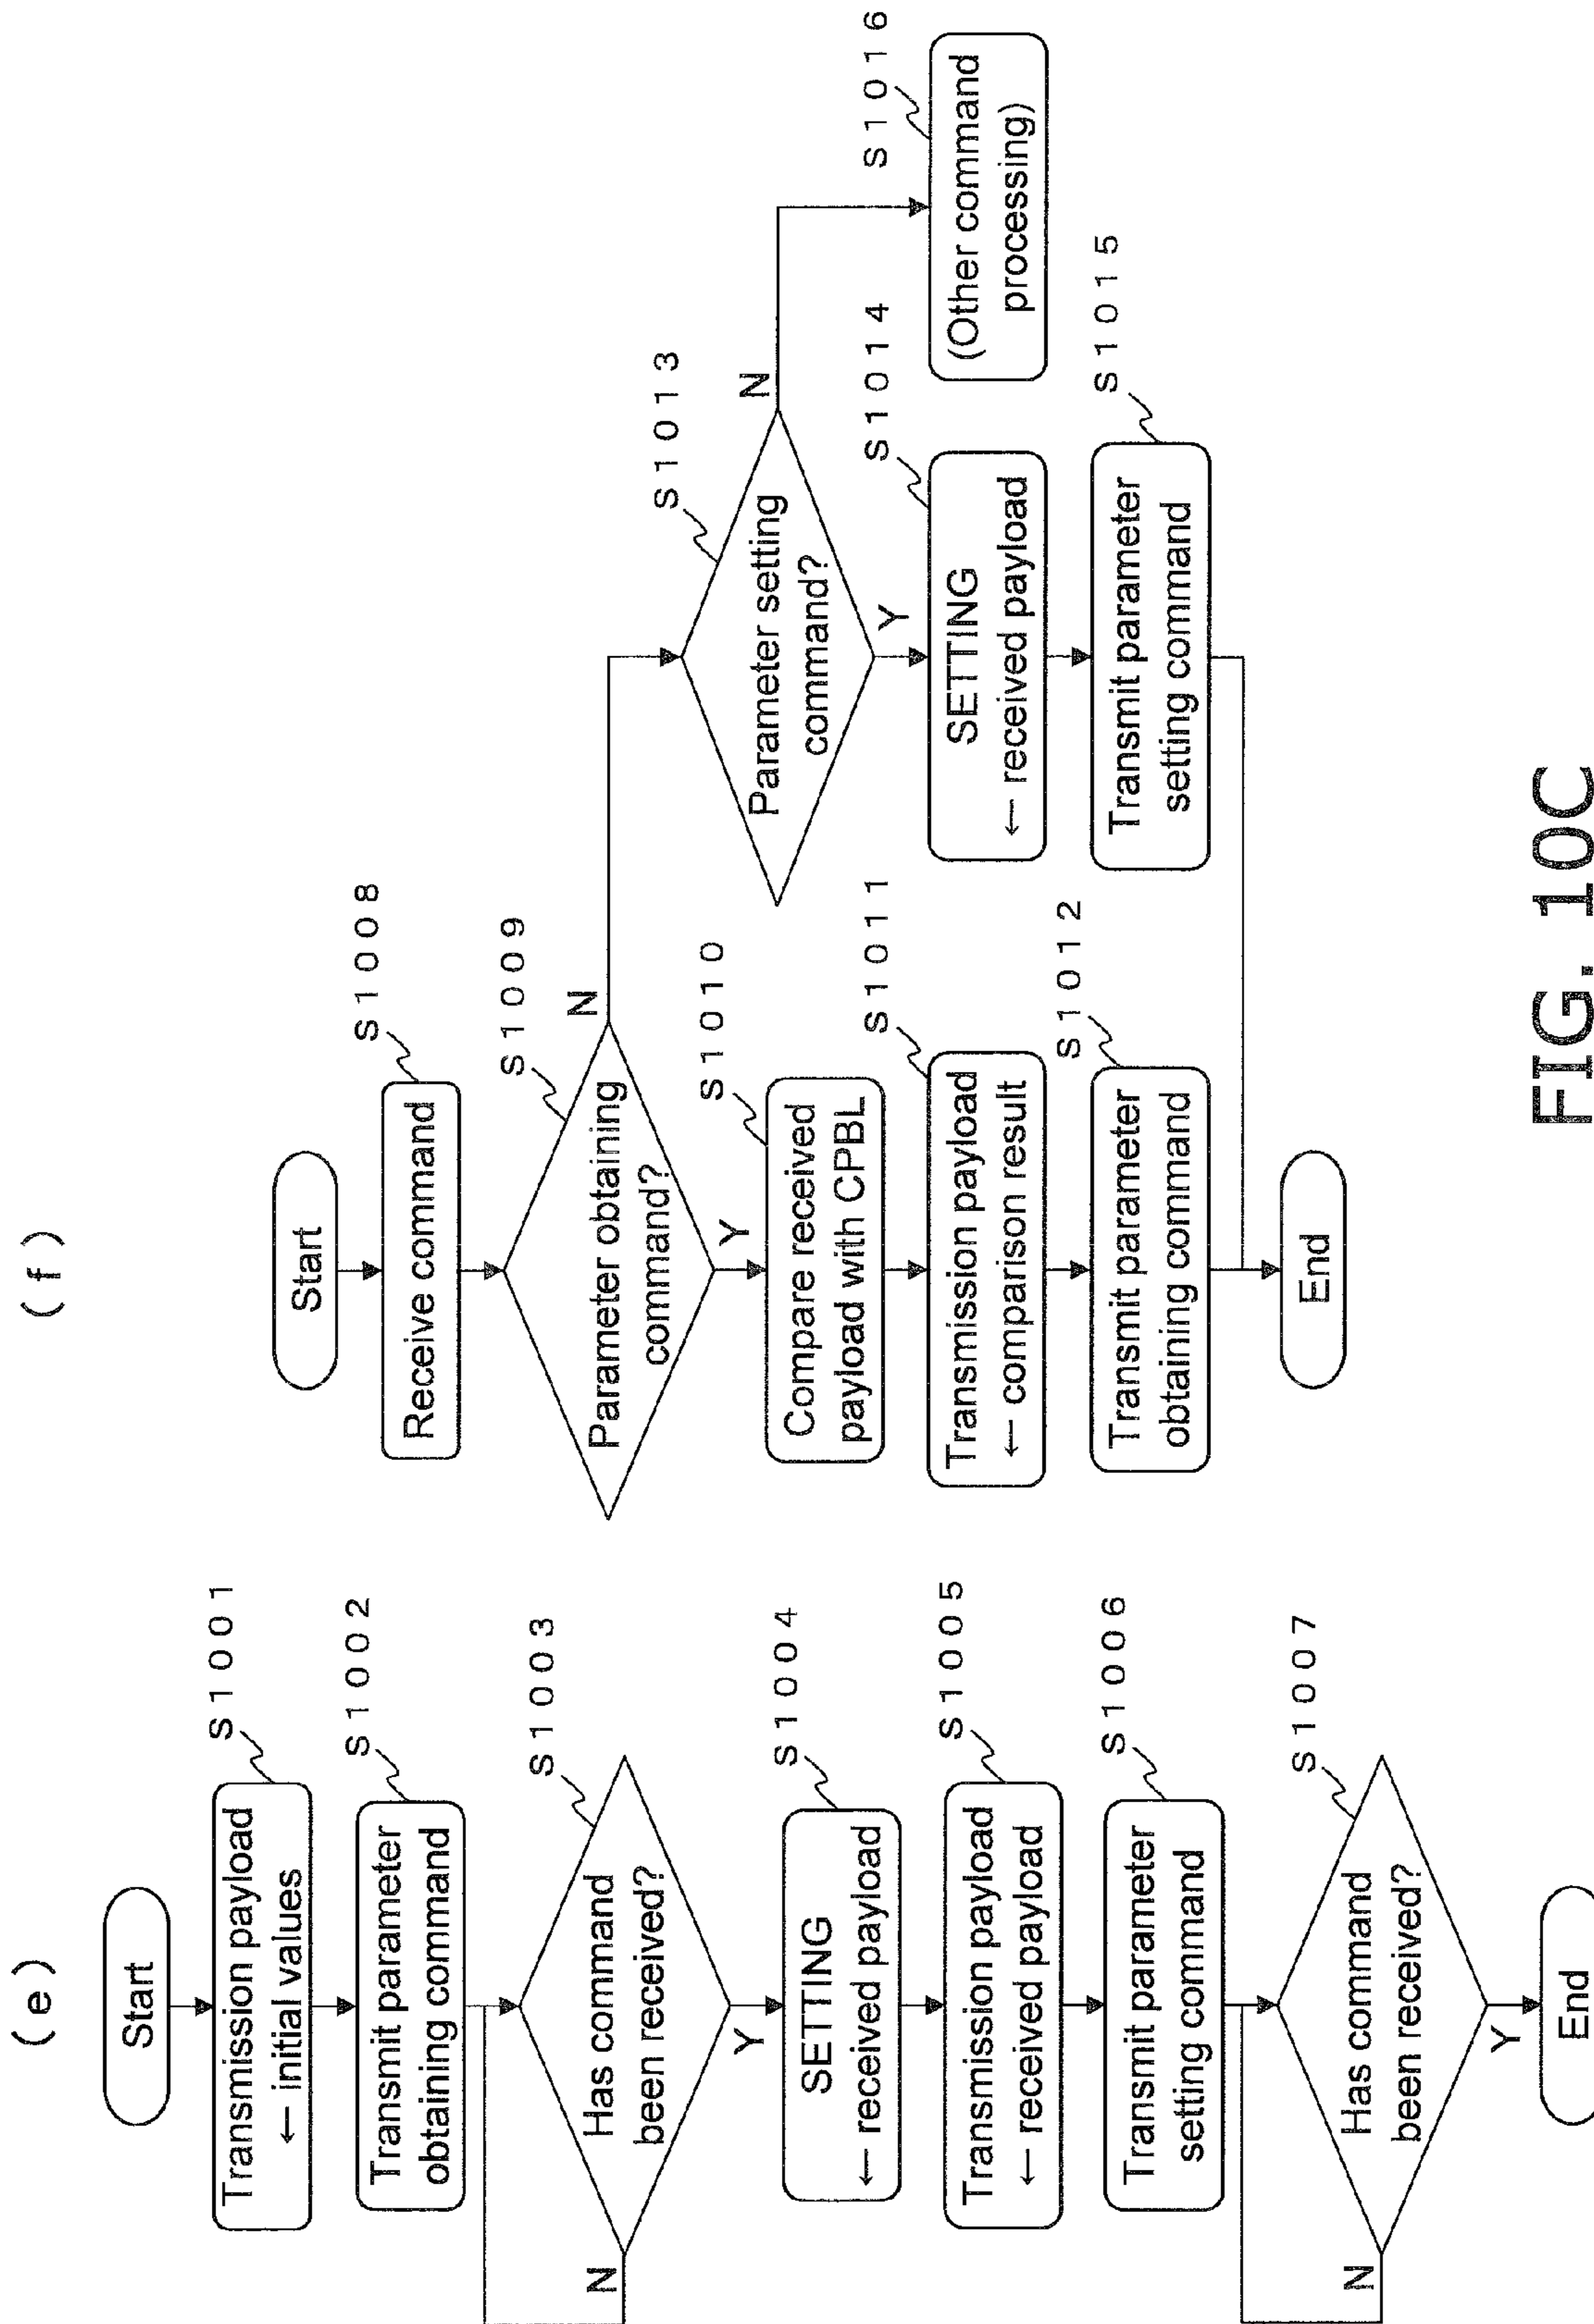 (e)
Start
S1001
Transmission payload
← initial values
S1002
Transmit parameter
obtaining command
S1003
Has command
been received?
N
Y
S1004
SETTING
← received payload
S1005
Transmission payload
← received payload
S1006
Transmit parameter
setting command
S1007
Has command
been received?
N
Y
End
(f)
Start
S1008
Receive command
S1009
Parameter obtaining
command?
N
Y
S1010
Compare received
payload with CPBL
S1011
Transmission payload
← comparison result
S1012
Transmit parameter
obtaining command
End
S1013
Parameter setting
command?
N
Y
S1014
SETTING
← received payload
S1015
Transmit parameter
setting command
S1016
(Other command
processing)
FIG. 10C